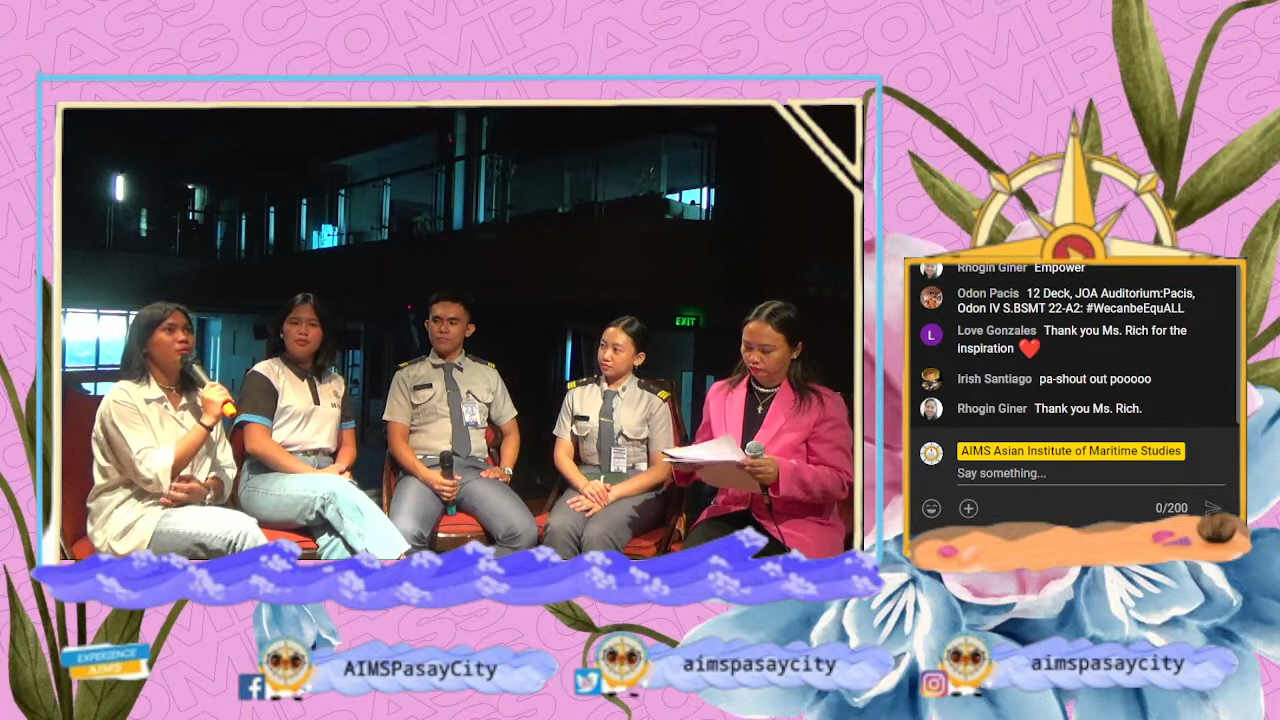 COMPASS COMPASS COMPASS
EXIT
Rhogin Giner Empower
Odon Pacis 12 Deck, JOA Auditorium:Pacis,
Odon IV S.BSMT 22-A2: #WecanbeEquALL
L
Love Gonzales Thank you Ms. Rich for the
inspiration ❤️
Irish Santiago pa-shout out pooooo
Rhogin Giner Thank you Ms. Rich.
AIMS Asian Institute of Maritime Studies
Say something...
0/200
EXPERIENCE
AIMS
AIMSPasayCity
aimspasaycity
aimspasaycity